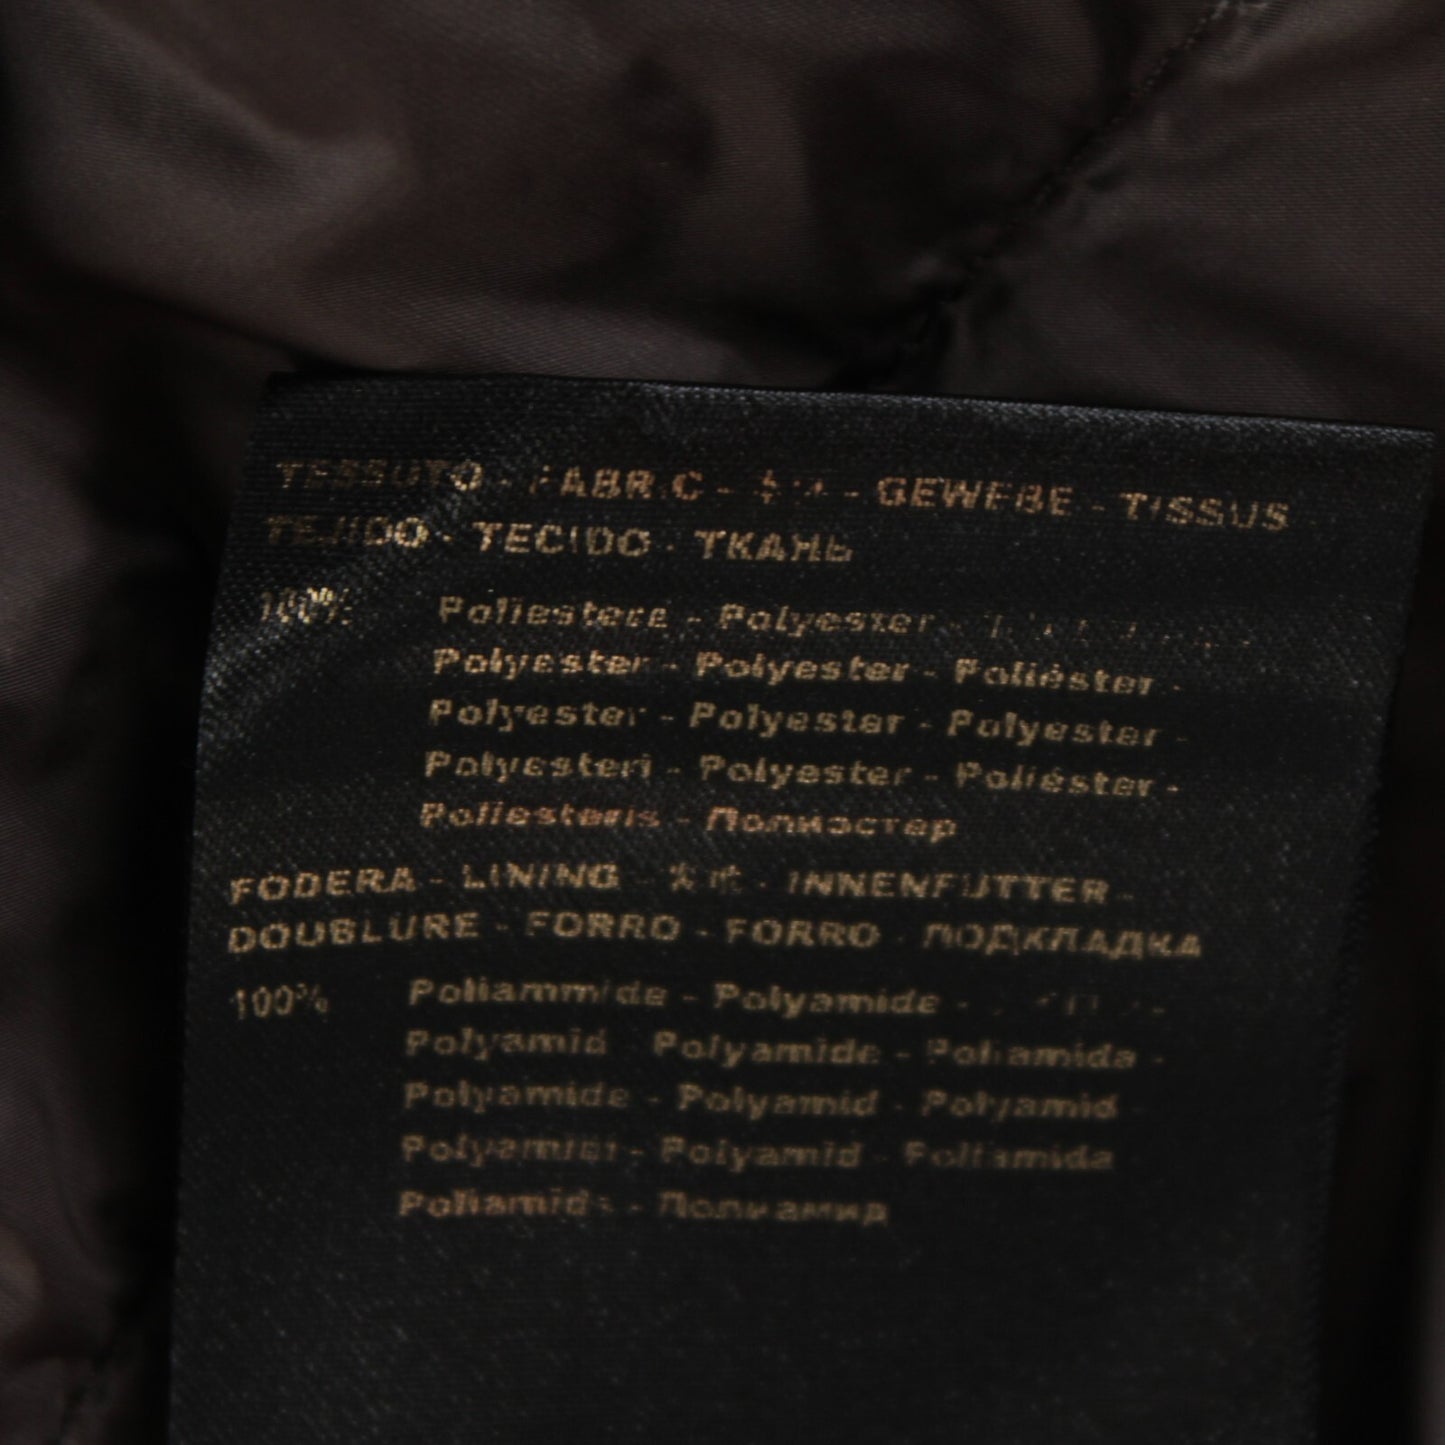 TESSUTO - FABRIC - - GEWEBE - TISSUS -
TEJIDO - TECIDO - ТКАНЬ
100% Poliestere - Polyester -
Polyester - Polyester - Poliéster -
Polyester - Polyester - Polyester -
Polyesteri - Polyester - Poliéster -
Poliesteris - Полиэстер
FODERA - LINING - - INNENFUTTER -
DOUBLURE - FORRO - FORRO - ПОДКЛАДКА
100% Poliammide - Polyamide -
Polyamid Polyamide - Poliamida -
Polyamide - Polyamid - Polyamid -
Polyamid - Poliamida
Poliamids - Полиамид